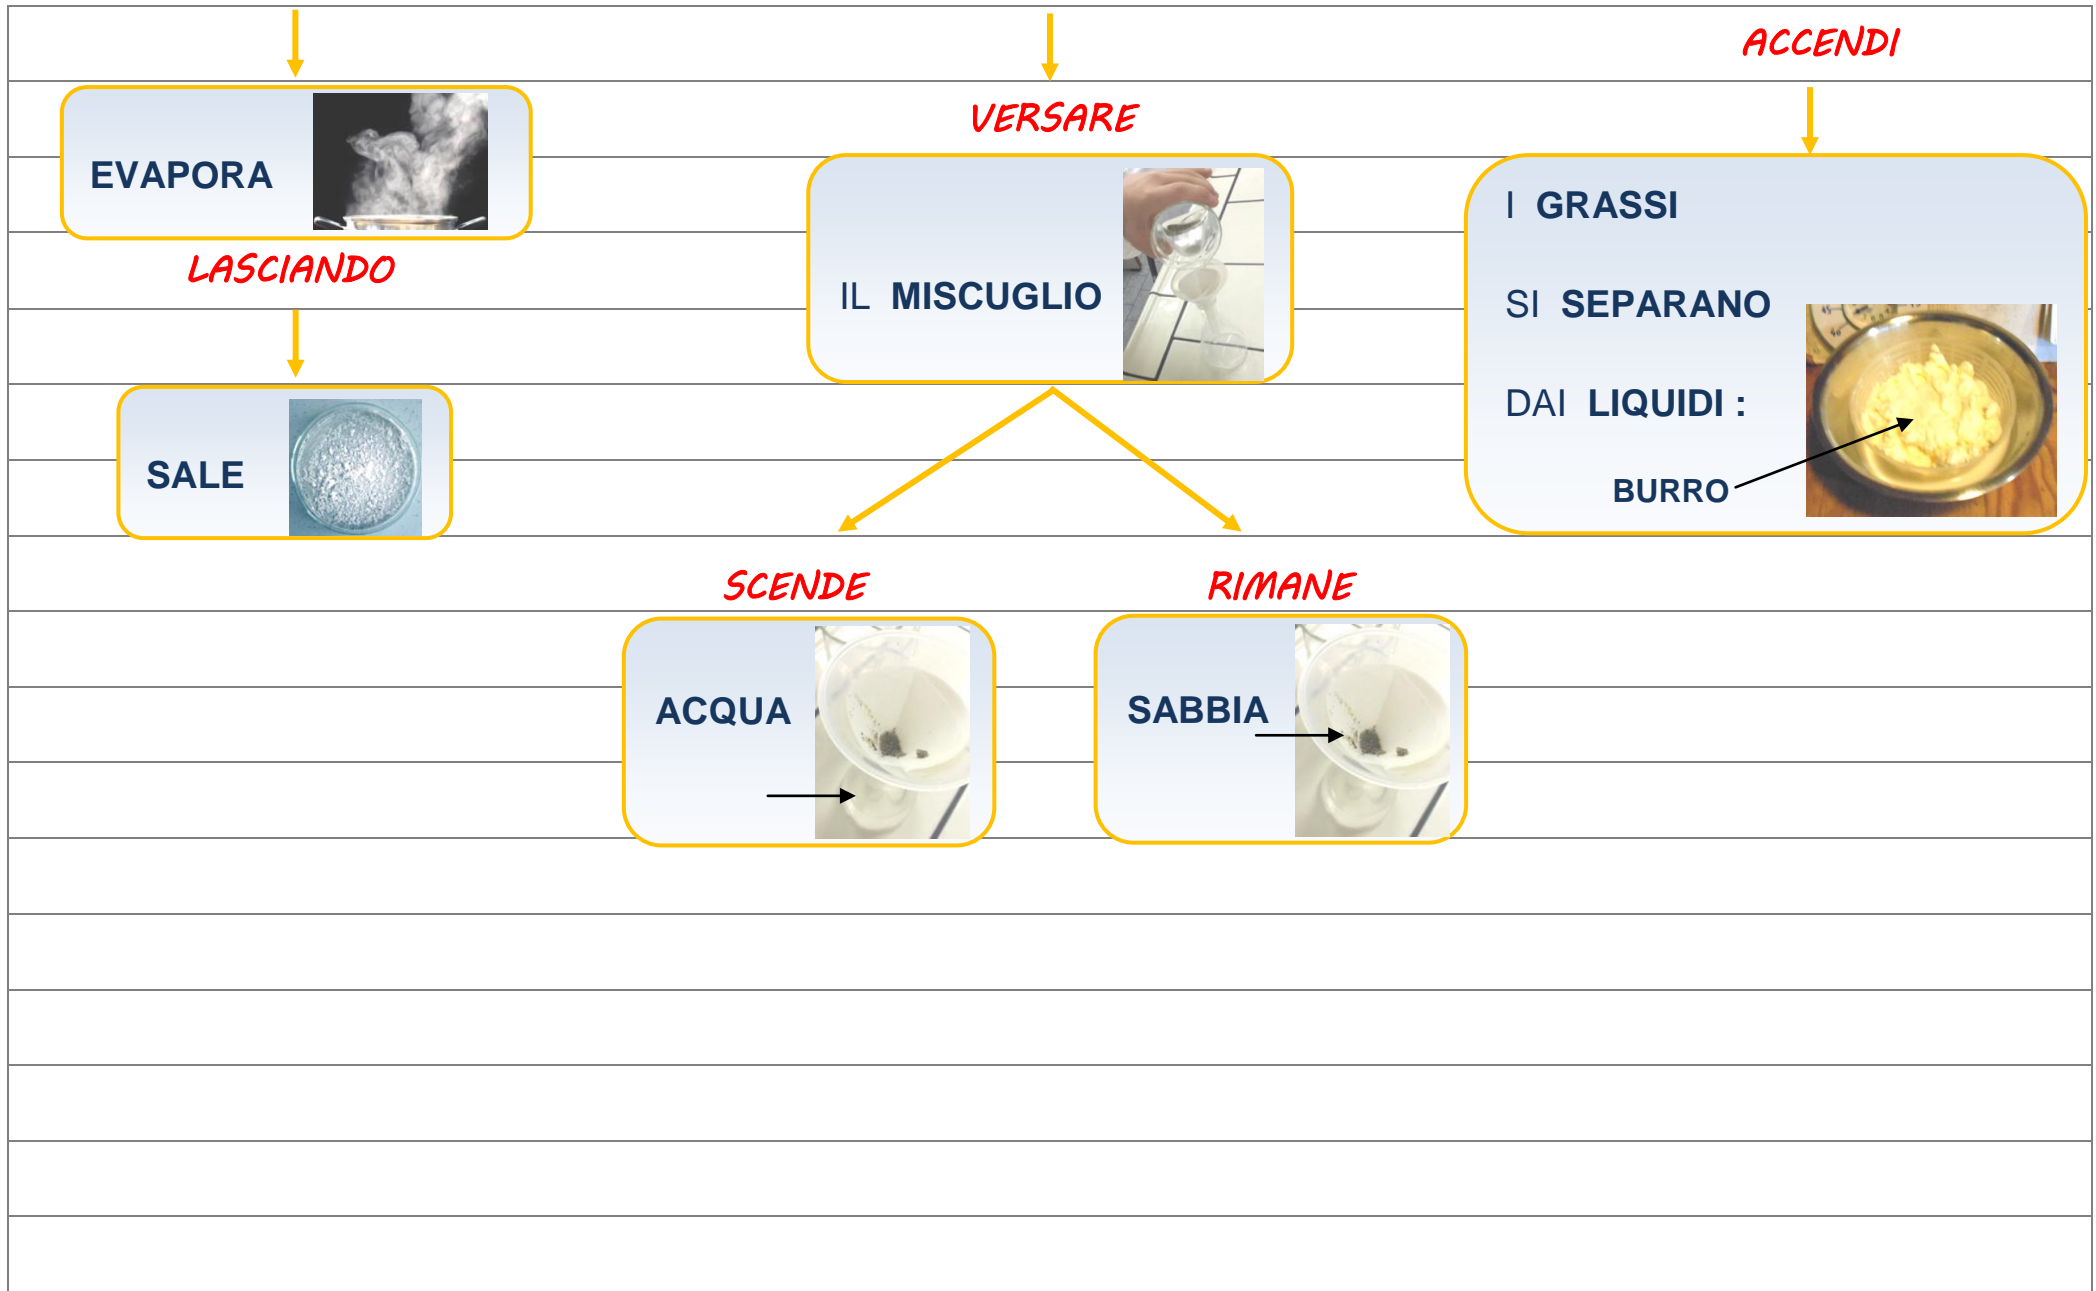 ACCENDI
VERSARE
EVAPORA
LASCIANDO
SALE
IL MISCUGLIO
I GRASSI
SI SEPARANO
DAI LIQUIDI :
BURRO
SCENDE
RIMANE
ACQUA
SABBIA